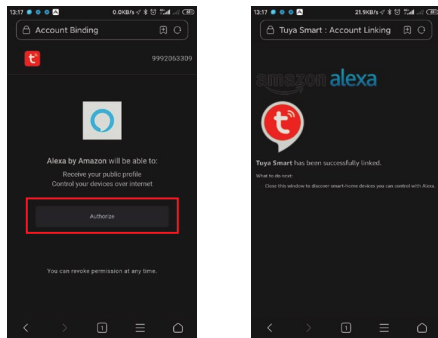 13:17
0.0KB/s
Account Binding
9992053309
Alexa by Amazon will be able to:
Receive your public profile
Control your devices over internet
Authorize
You can revoke permission at any time.
1
13:17
21.9KB/s
Tuya Smart : Account Linking
amazon alexa
Tuya Smart has been successfully linked.
What to do next:
Close this window to discover smart-home devices you can control with Alexa.
1